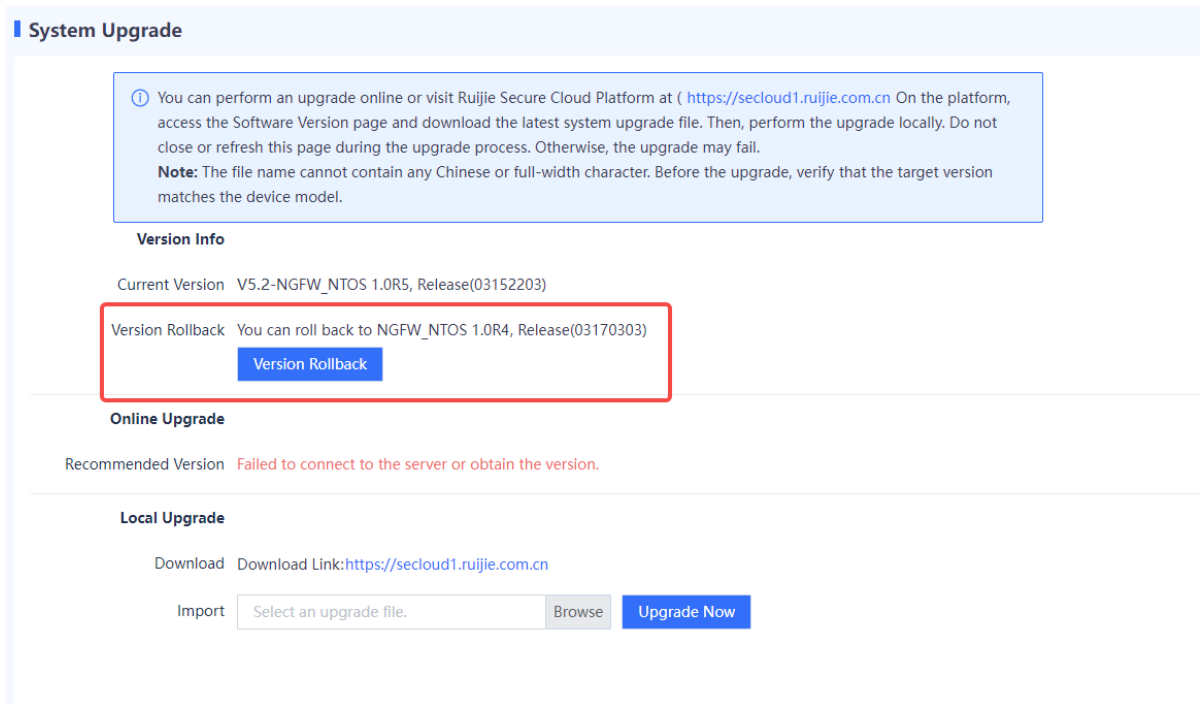 System Upgrade
You can perform an upgrade online or visit Ruijie Secure Cloud Platform at ( https://secloud1.ruijie.com.cn On the platform,
access the Software Version page and download the latest system upgrade file. Then, perform the upgrade locally. Do not
close or refresh this page during the upgrade process. Otherwise, the upgrade may fail.
Note: The file name cannot contain any Chinese or full-width character. Before the upgrade, verify that the target version
matches the device model.
Version Info
Current Version V5.2-NGFW_NTOS 1.0R5, Release(03152203)
Version Rollback You can roll back to NGFW_NTOS 1.0R4, Release(03170303)
Version Rollback
Online Upgrade
Recommended Version Failed to connect to the server or obtain the version.
Local Upgrade
Download Download Link:https://secloud1.ruijie.com.cn
Import Select an upgrade file. Browse Upgrade Now